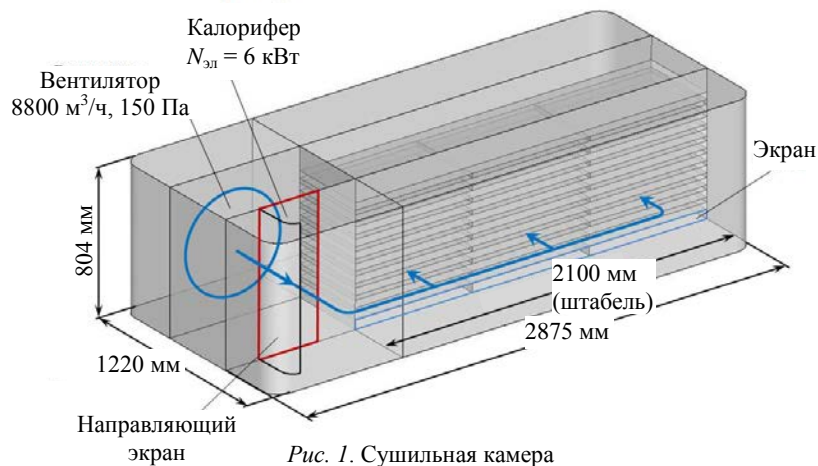 Калорифер
Nэл = 6 кВт
Вентилятор
8800 м³/ч, 150 Па
Экран
804 мм
2100 мм
(штабель)
2875 мм
1220 мм
Направляющий
экран
Рис. 1. Сушильная камера